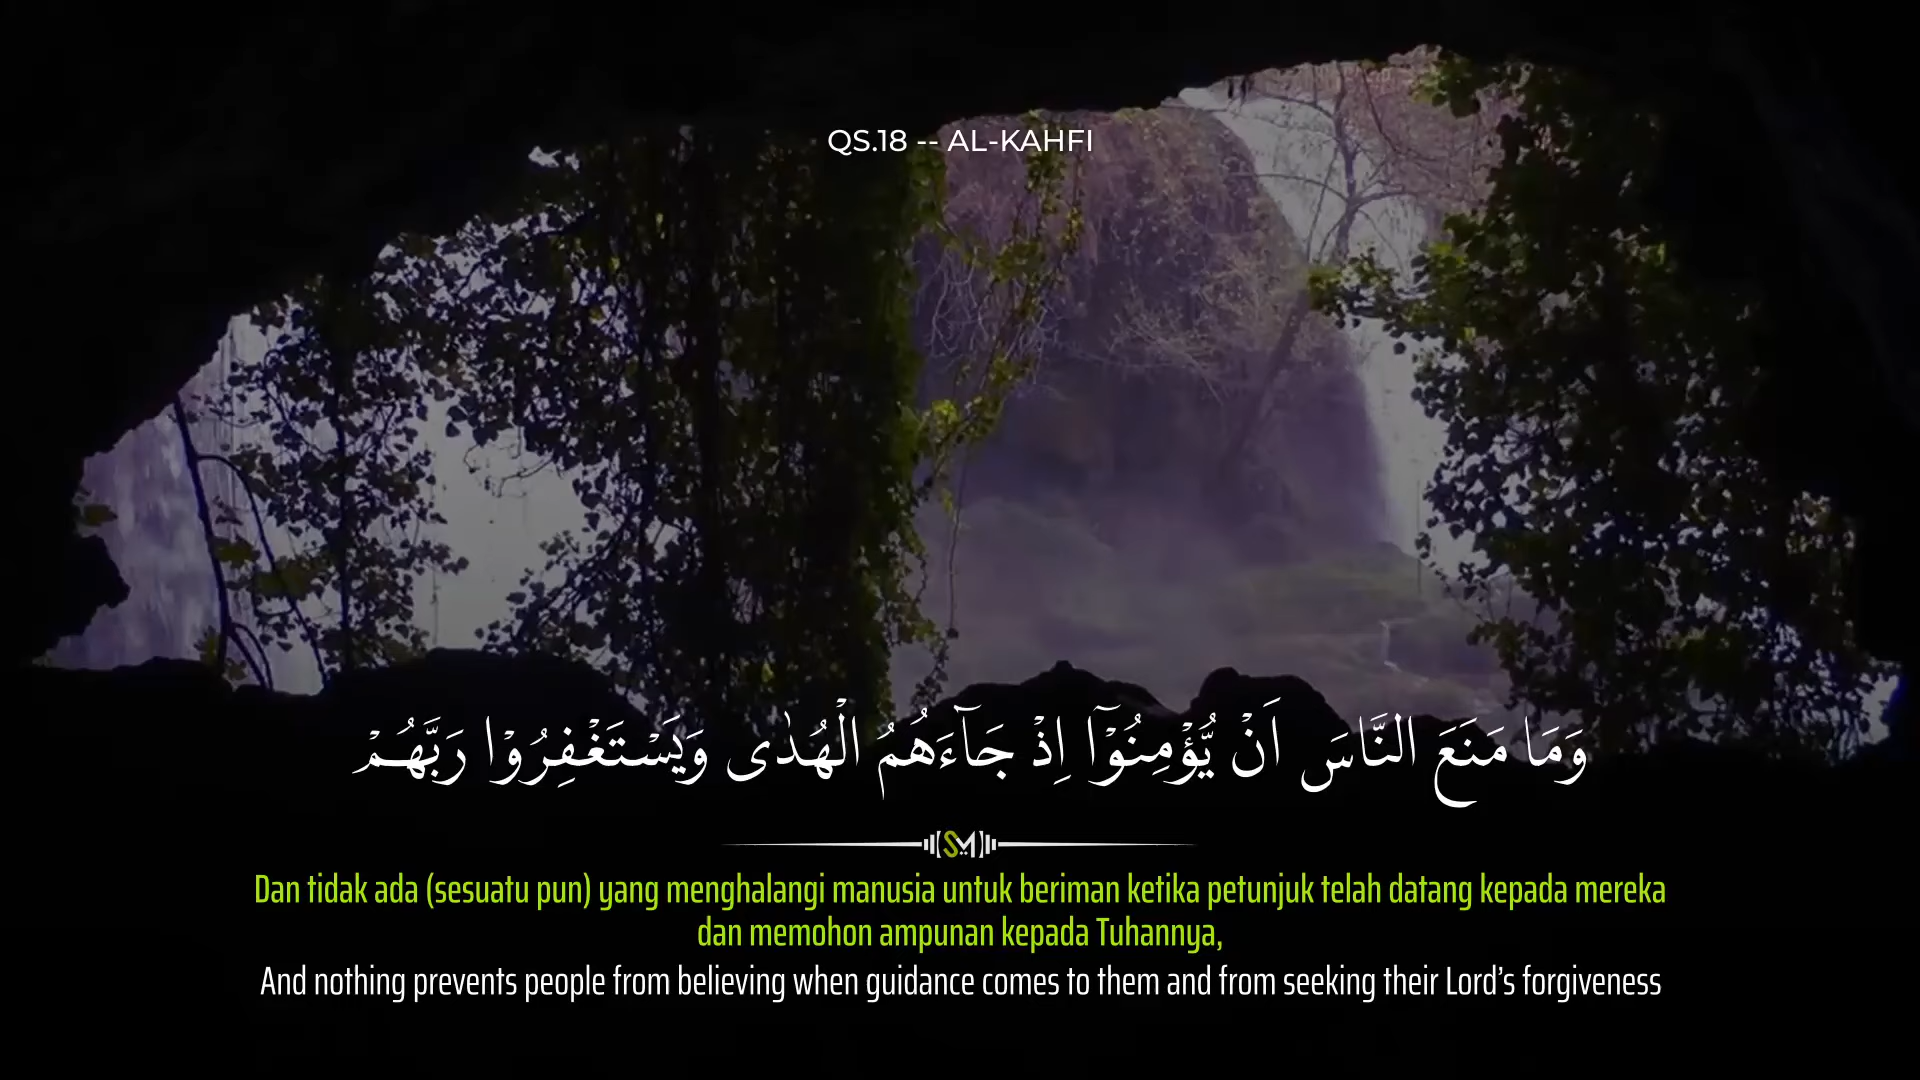 QS.18 -- AL-KAHFI
وَمَا مَنَعَ النَّاسَ اَنْ يُّؤْمِنُوْٓا اِذْ جَاۤءَهُمُ الْهُدٰى وَيَسْتَغْفِرُوْا رَبَّهُمْ
SM
Dan tidak ada (sesuatu pun) yang menghalangi manusia untuk beriman ketika petunjuk telah datang kepada mereka
dan memohon ampunan kepada Tuhannya,
And nothing prevents people from believing when guidance comes to them and from seeking their Lord’s forgiveness